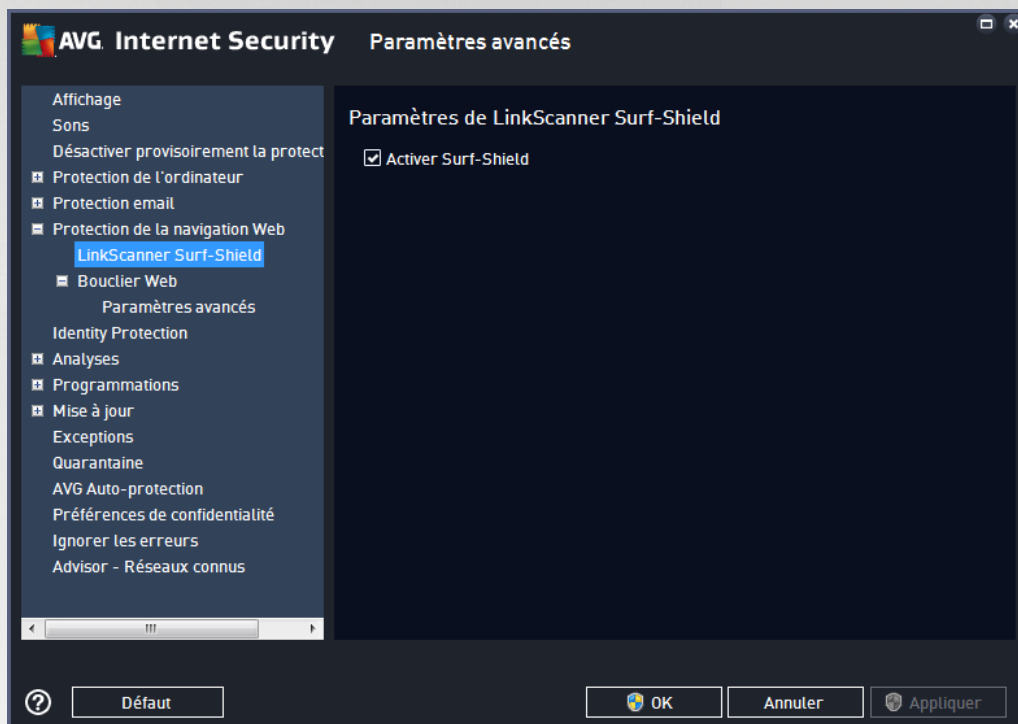 AVG. Internet Security Paramètres avancés
Affichage
Sons
Désactiver provisoirement la protect
Protection de l'ordinateur
Protection email
Protection de la navigation Web
LinkScanner Surf-Shield
Bouclier Web
Paramètres avancés
Identity Protection
Analyses
Programmations
Mise à jour
Exceptions
Quarantaine
AVG Auto-protection
Préférences de confidentialité
Ignorer les erreurs
Advisor - Réseaux connus
Paramètres de LinkScanner Surf-Shield
Activer Surf-Shield
? Défaut OK Annuler Appliquer